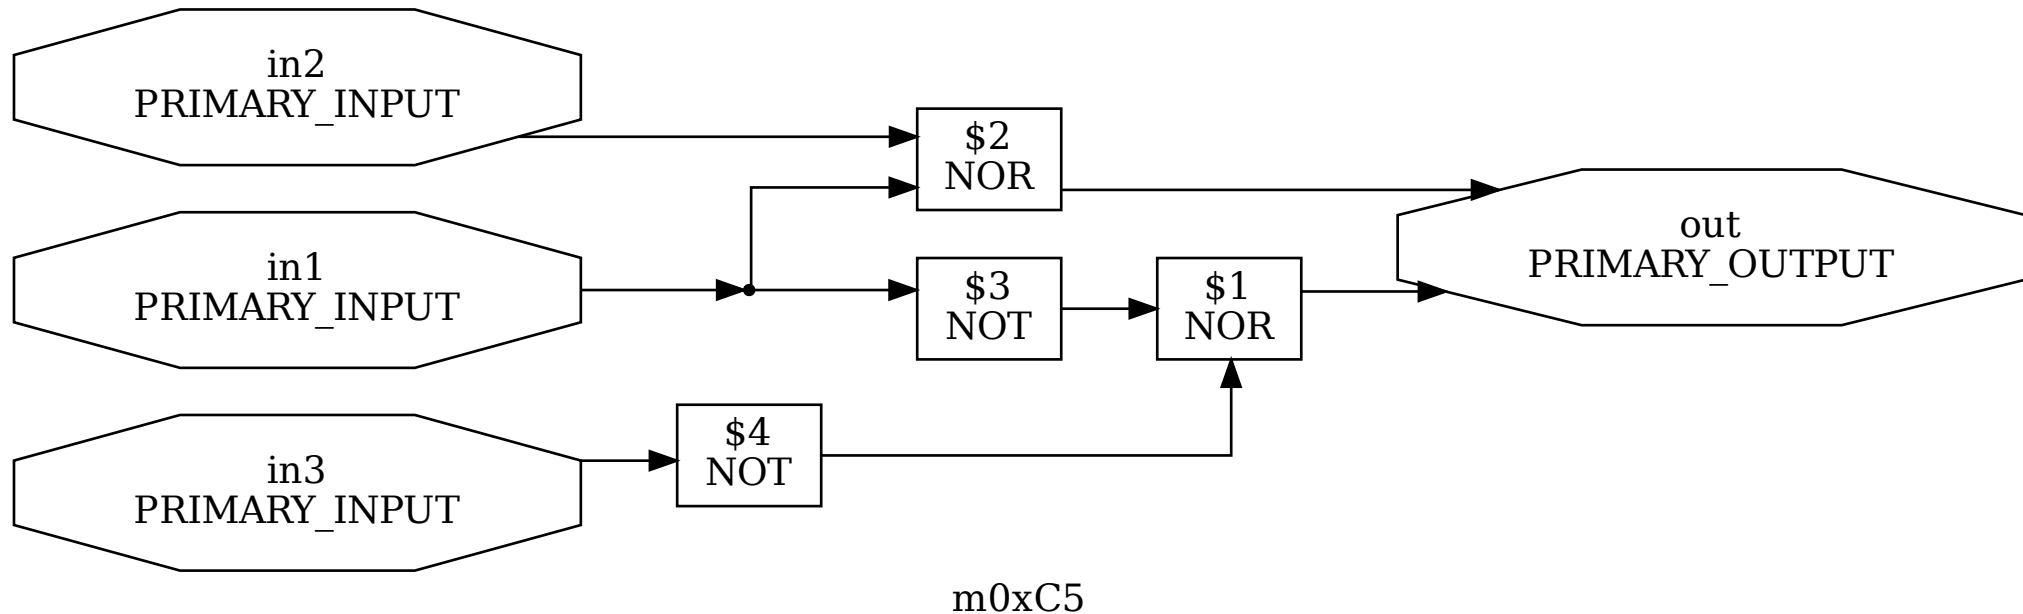 in2
PRIMARY_INPUT
$2
NOR
in1
PRIMARY_INPUT
$3
NOT
$1
NOR
out
PRIMARY_OUTPUT
in3
PRIMARY_INPUT
$4
NOT
m0xC5